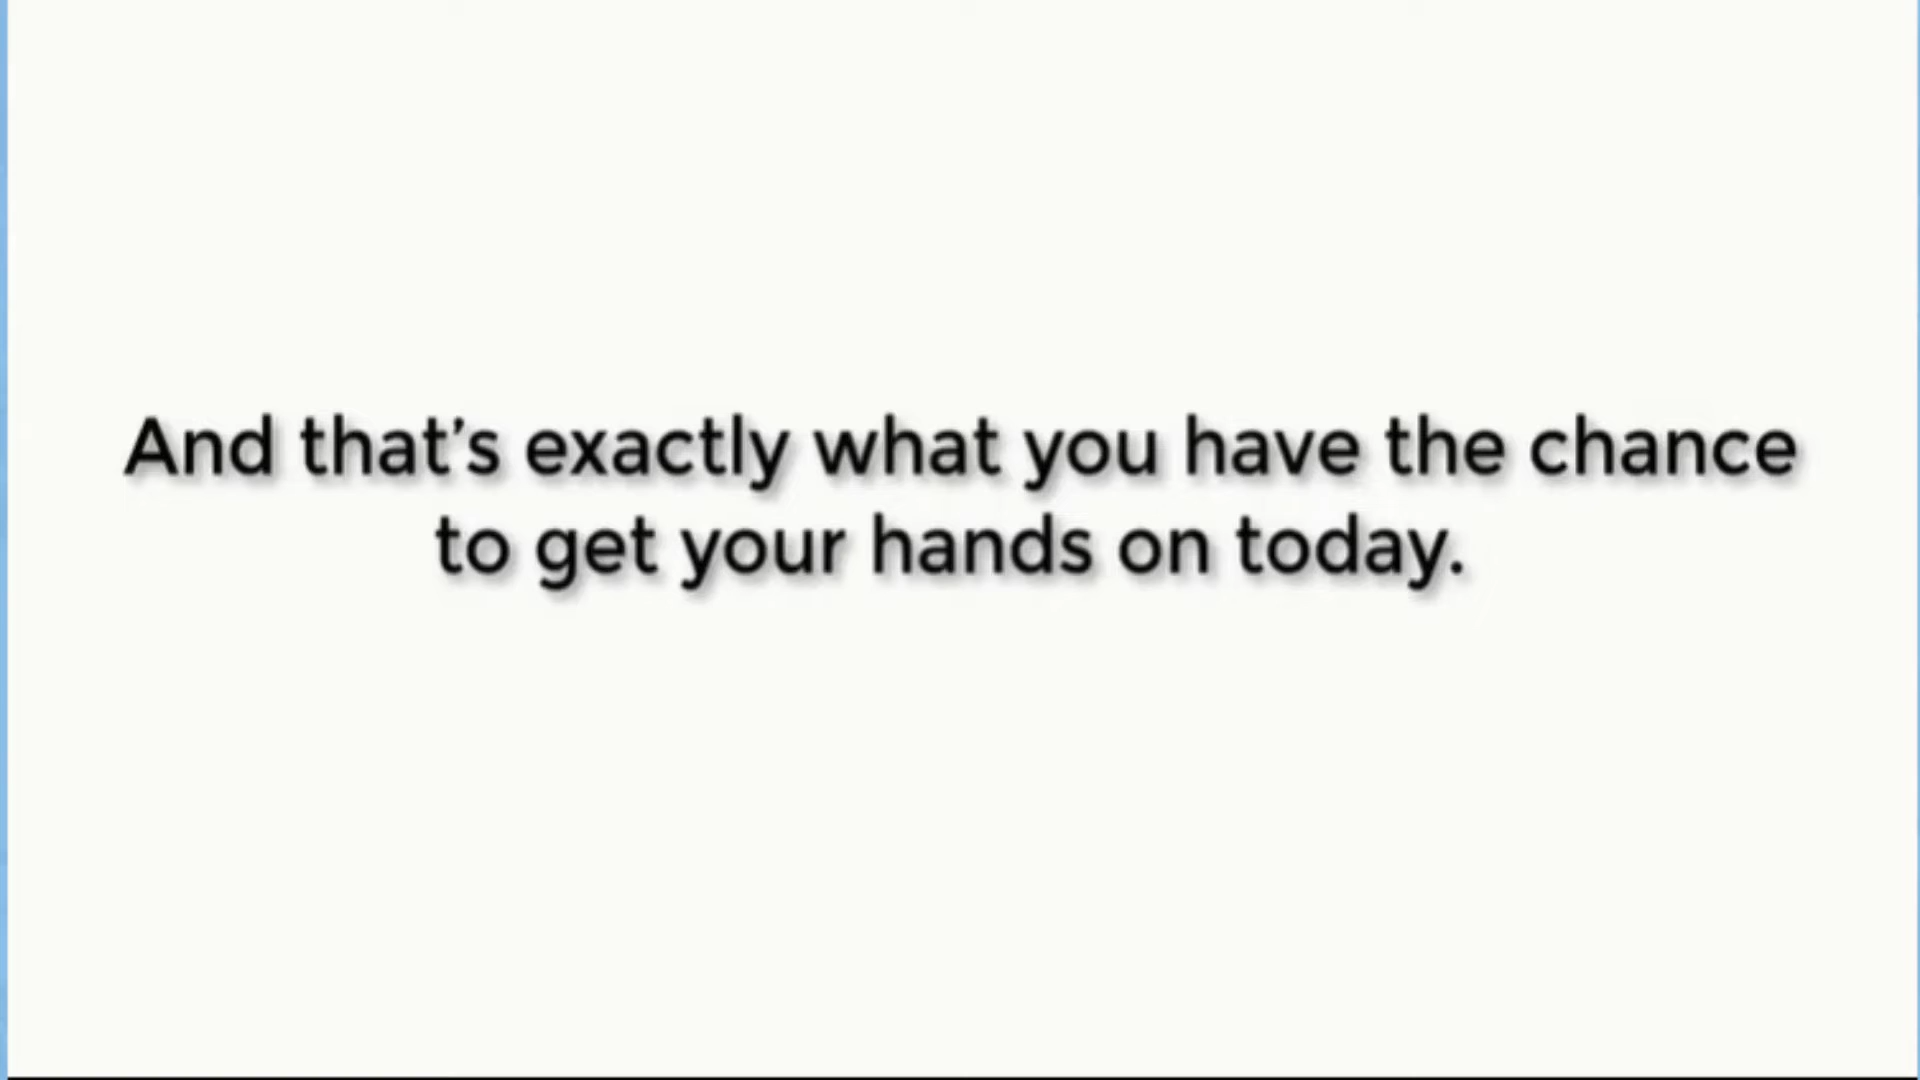 And that’s exactly what you have the chance
to get your hands on today.